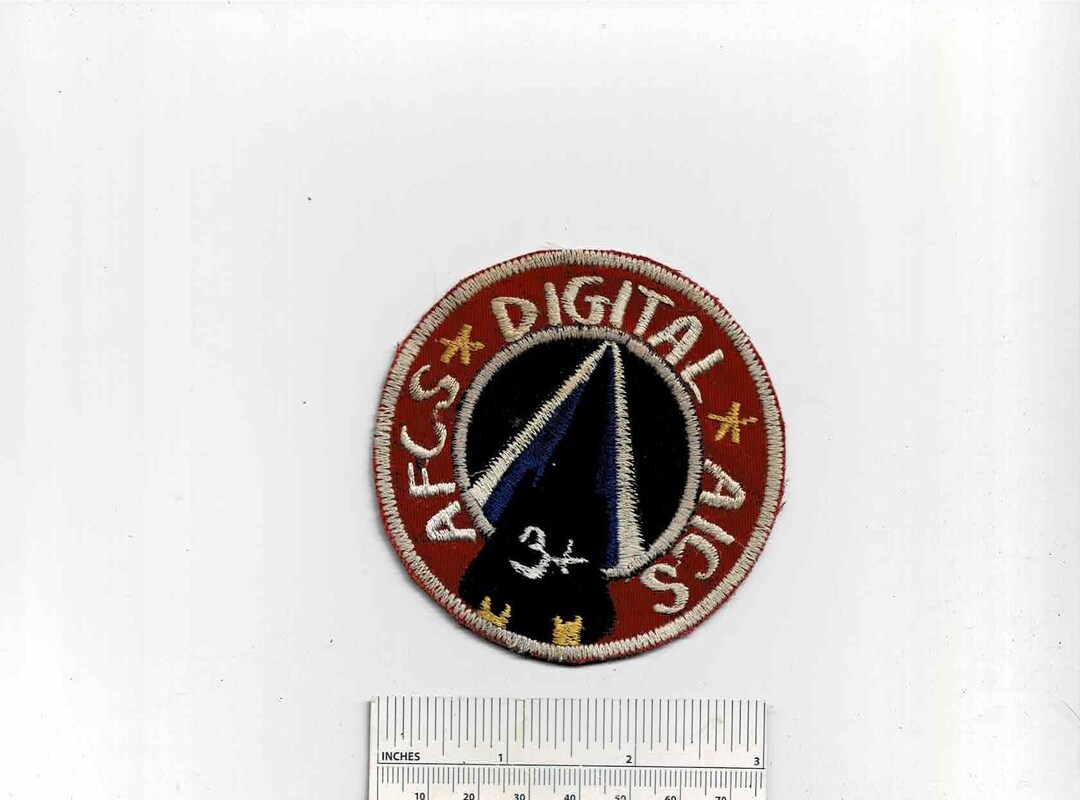 AFCS * DIGITAL * AICS
3+
INCHES 1 2 3
10 20 30 40 50 60 70